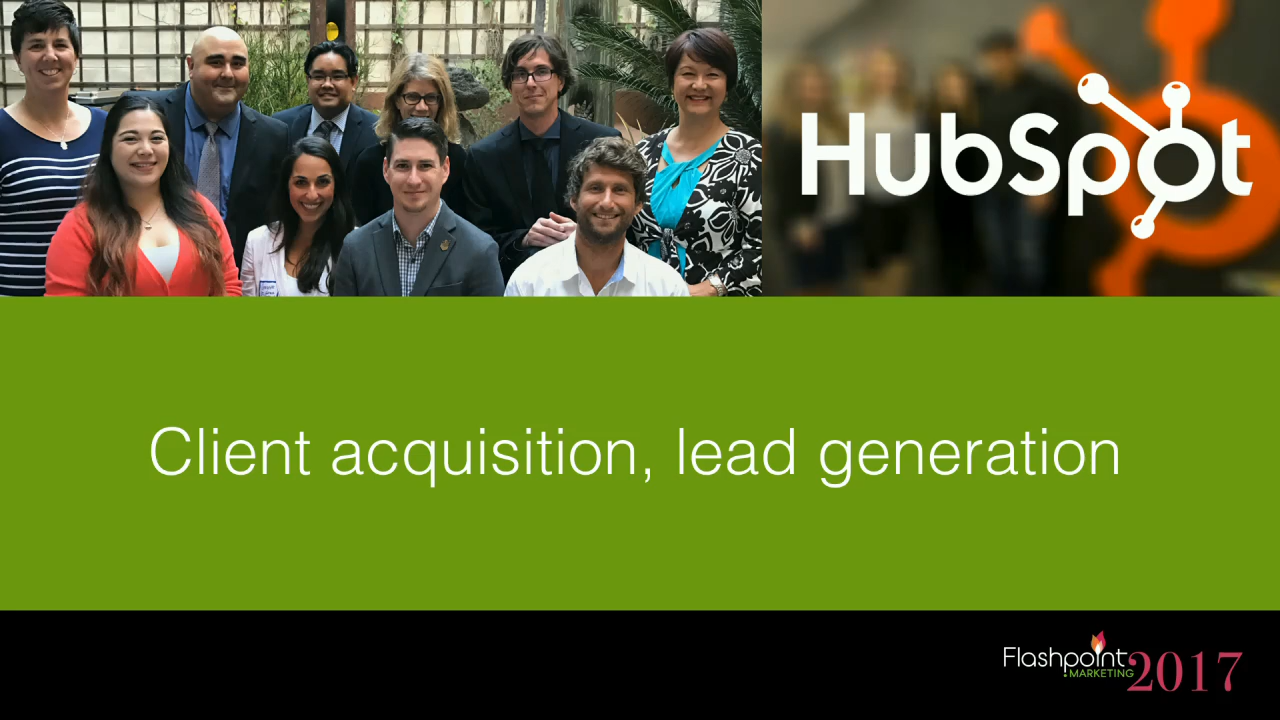 HubSpot
Client acquisition, lead generation
Flashpoint
MARKETING
2017